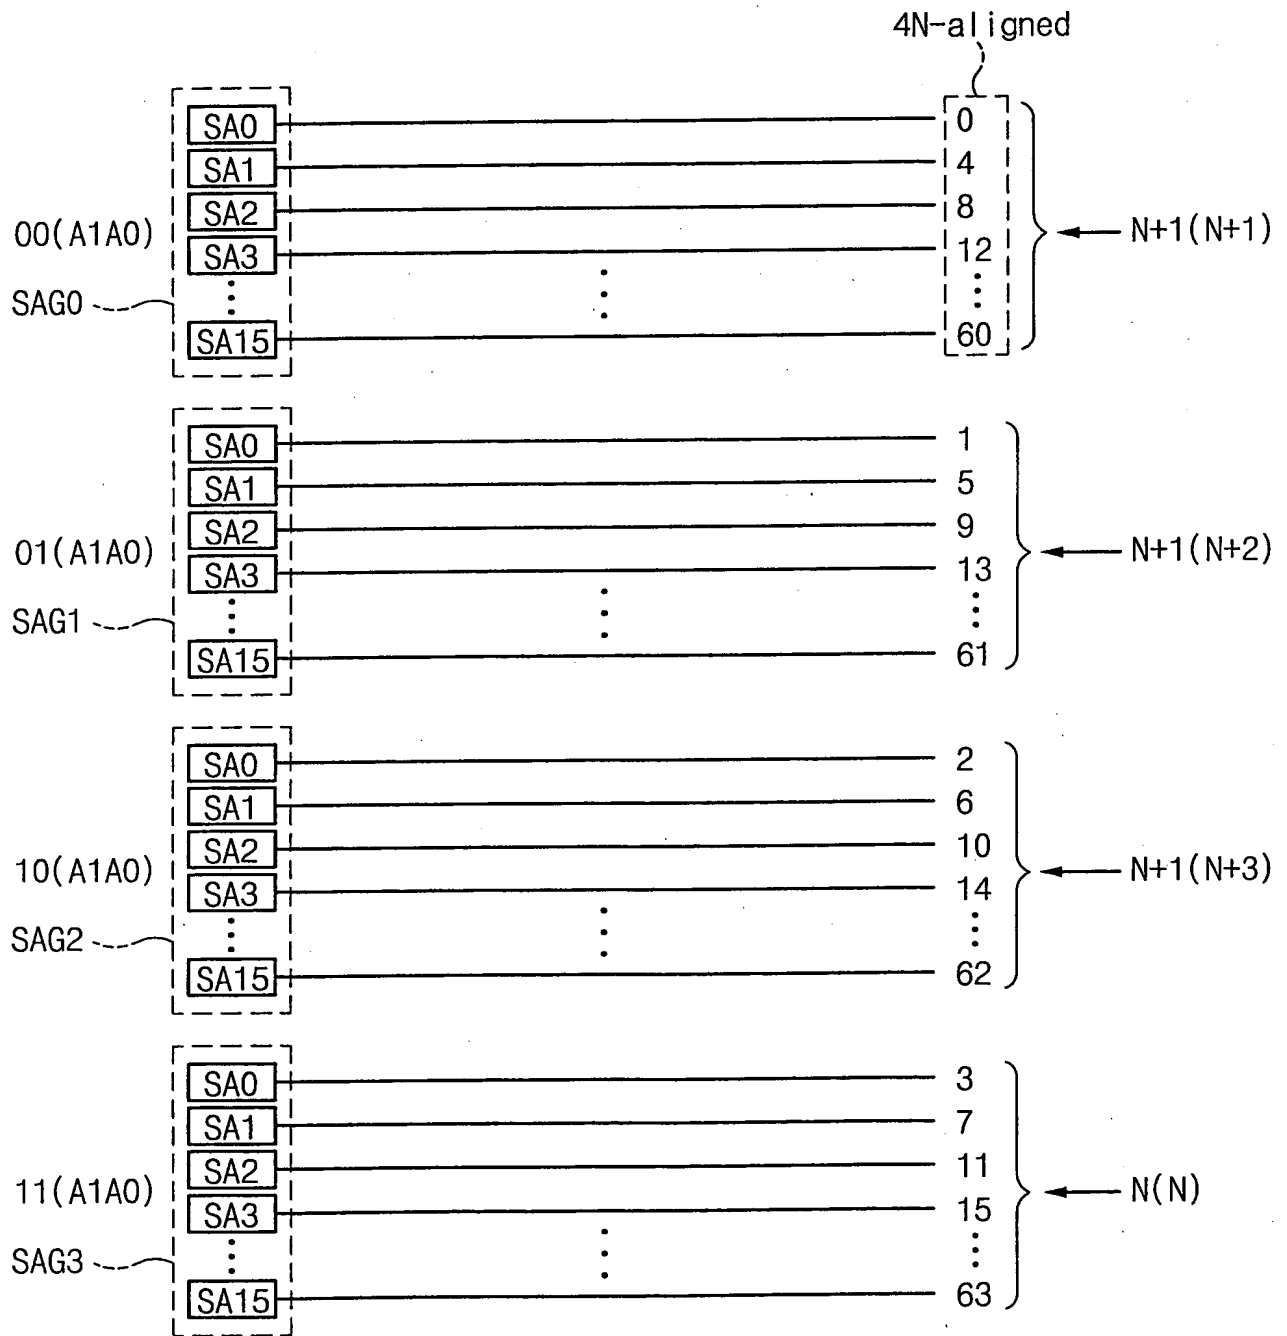 4N-aligned
SA0 0
SA1 4
SA2 8
00(A1A0) N+1(N+1)
SA3 12
SAG0
SA15 60
SA0 1
SA1 5
SA2 9
01(A1A0) N+1(N+2)
SA3 13
SAG1
SA15 61
SA0 2
SA1 6
SA2 10
10(A1A0) N+1(N+3)
SA3 14
SAG2
SA15 62
SA0 3
SA1 7
SA2 11
11(A1A0) N(N)
SA3 15
SAG3
SA15 63